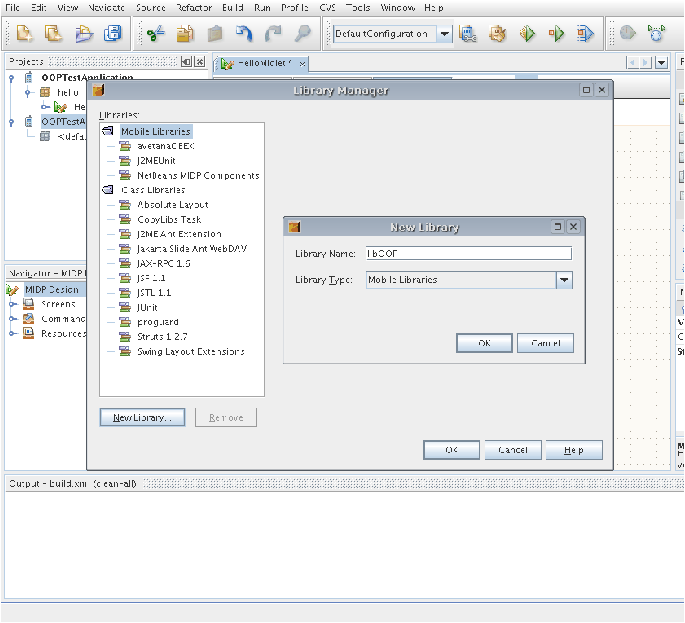 File Edit View Navigate Source Refactor Build Run Profile CVS Tools Window Help
DefaultConfiguration
Projects
HelloMidlet *
OOPTestApplication
hello
He
OOPTestA
<defa
Navigator - MIDP
MIDP Design
Screens
Command
Resources
Library Manager
Libraries:
Mobile Libraries
avetanaOBEX
J2MEUnit
NetBeans MIDP Components
Class Libraries
Absolute Layout
CopyLibs Task
J2ME Ant Extension
Jakarta Slide Ant WebDAV
JAX-RPC 1.6
JSF 1.1
JSTL 1.1
JUnit
proguard
Struts 1.2.7
Swing Layout Extensions
New Library...
Remove
OK
Cancel
Help
New Library
Library Name:
Library Type:
Mobile Libraries
OK
Cancel
Output - build.xml (clean-all)